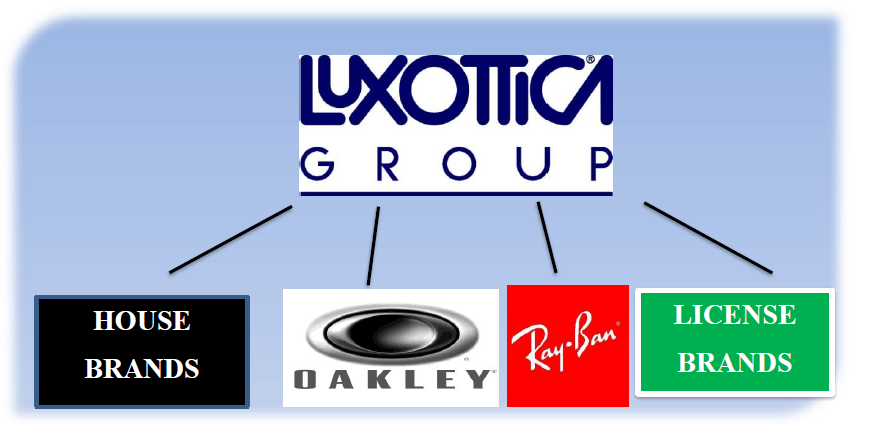 LUXOTTICA®
GROUP
HOUSE
BRANDS
OAKLEY®
Ray-Ban®
LICENSE
BRANDS